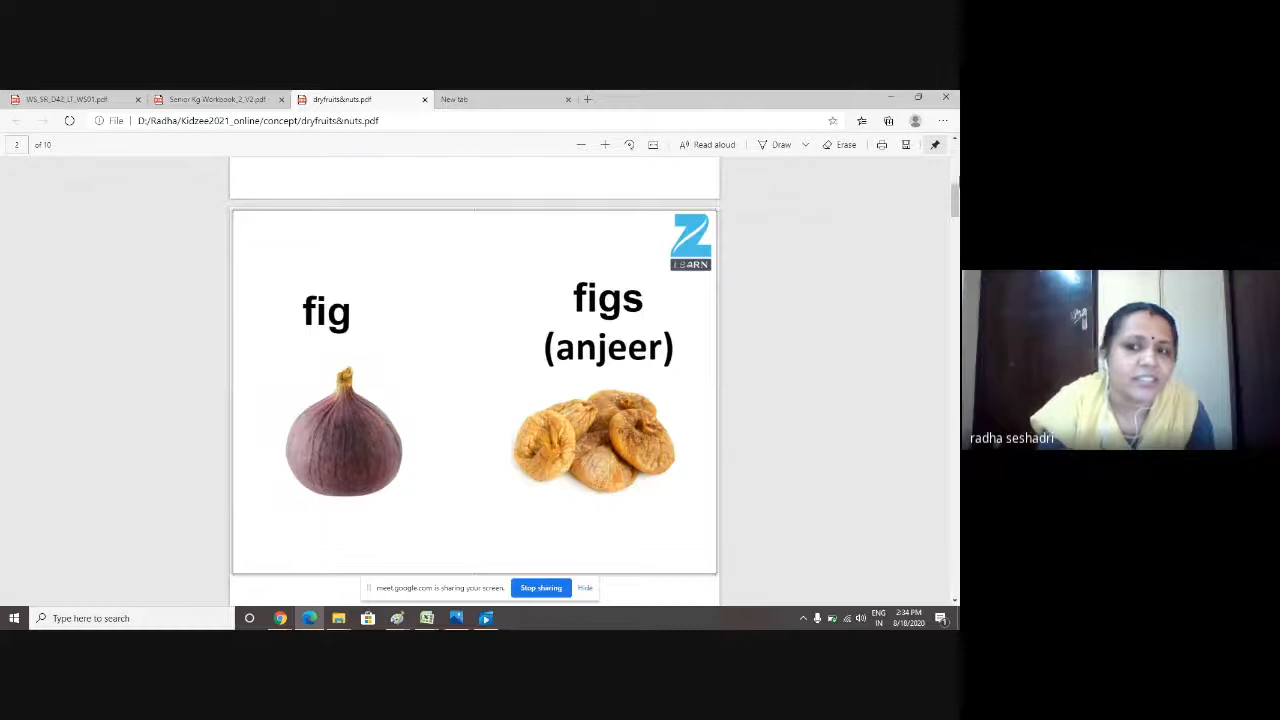 WS_SR_D42_LT_WS01.pdf
Senior Kg Workbook_2_V2.pdf
dryfruits&nuts.pdf
New tab
File
D:/Radha/Kidzee2021_online/concept/dryfruits&nuts.pdf
2
of 10
Read aloud
Draw
Erase
Z
LEARN
fig
figs
(anjeer)
radha seshadri
meet.google.com is sharing your screen.
Stop sharing
Hide
Type here to search
ENG
IN
2:34 PM
8/18/2020